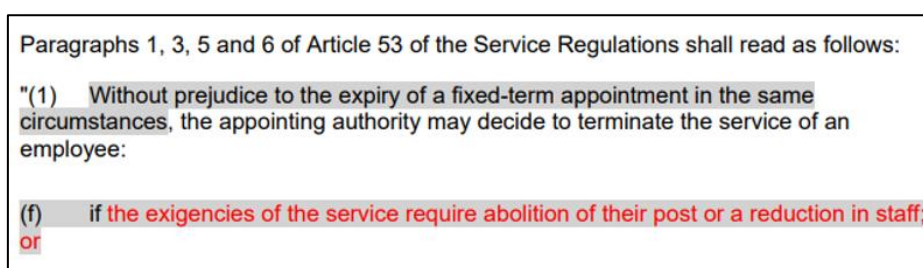 Paragraphs 1, 3, 5 and 6 of Article 53 of the Service Regulations shall read as follows:
"(1) Without prejudice to the expiry of a fixed-term appointment in the same
circumstances, the appointing authority may decide to terminate the service of an
employee:
(f) if the exigencies of the service require abolition of their post or a reduction in staff;
or